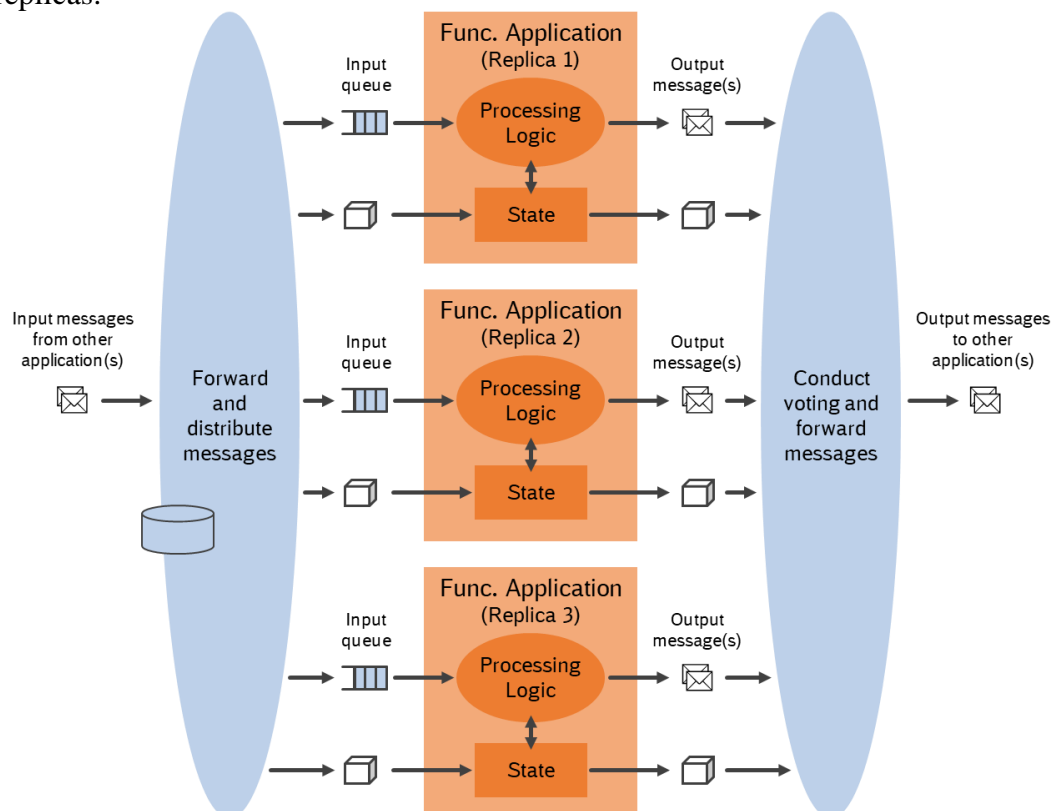 replicas.
Func. Application
(Replica 1)
Input
queue
Output
message(s)
Processing
Logic
State
Func. Application
(Replica 2)
Input messages
from other
application(s)
Input
queue
Output
message(s)
Output messages
to other
application(s)
Forward
and
distribute
messages
Processing
Logic
Conduct
voting and
forward
messages
State
Func. Application
(Replica 3)
Input
queue
Output
message(s)
Processing
Logic
State